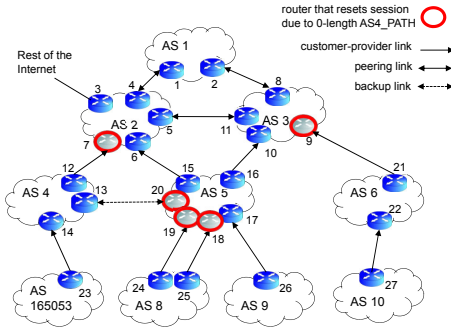 router that resets session
due to 0-length AS4_PATH
customer-provider link
peering link
backup link
Rest of the
Internet
AS 1
1
2
3
4
5
AS 2
6
7
8
AS 3
9
10
11
12
13
AS 4
14
15
16
20
AS 5
17
19
18
21
AS 6
22
AS
165053
23
24
AS 8
25
AS 9
26
AS 10
27